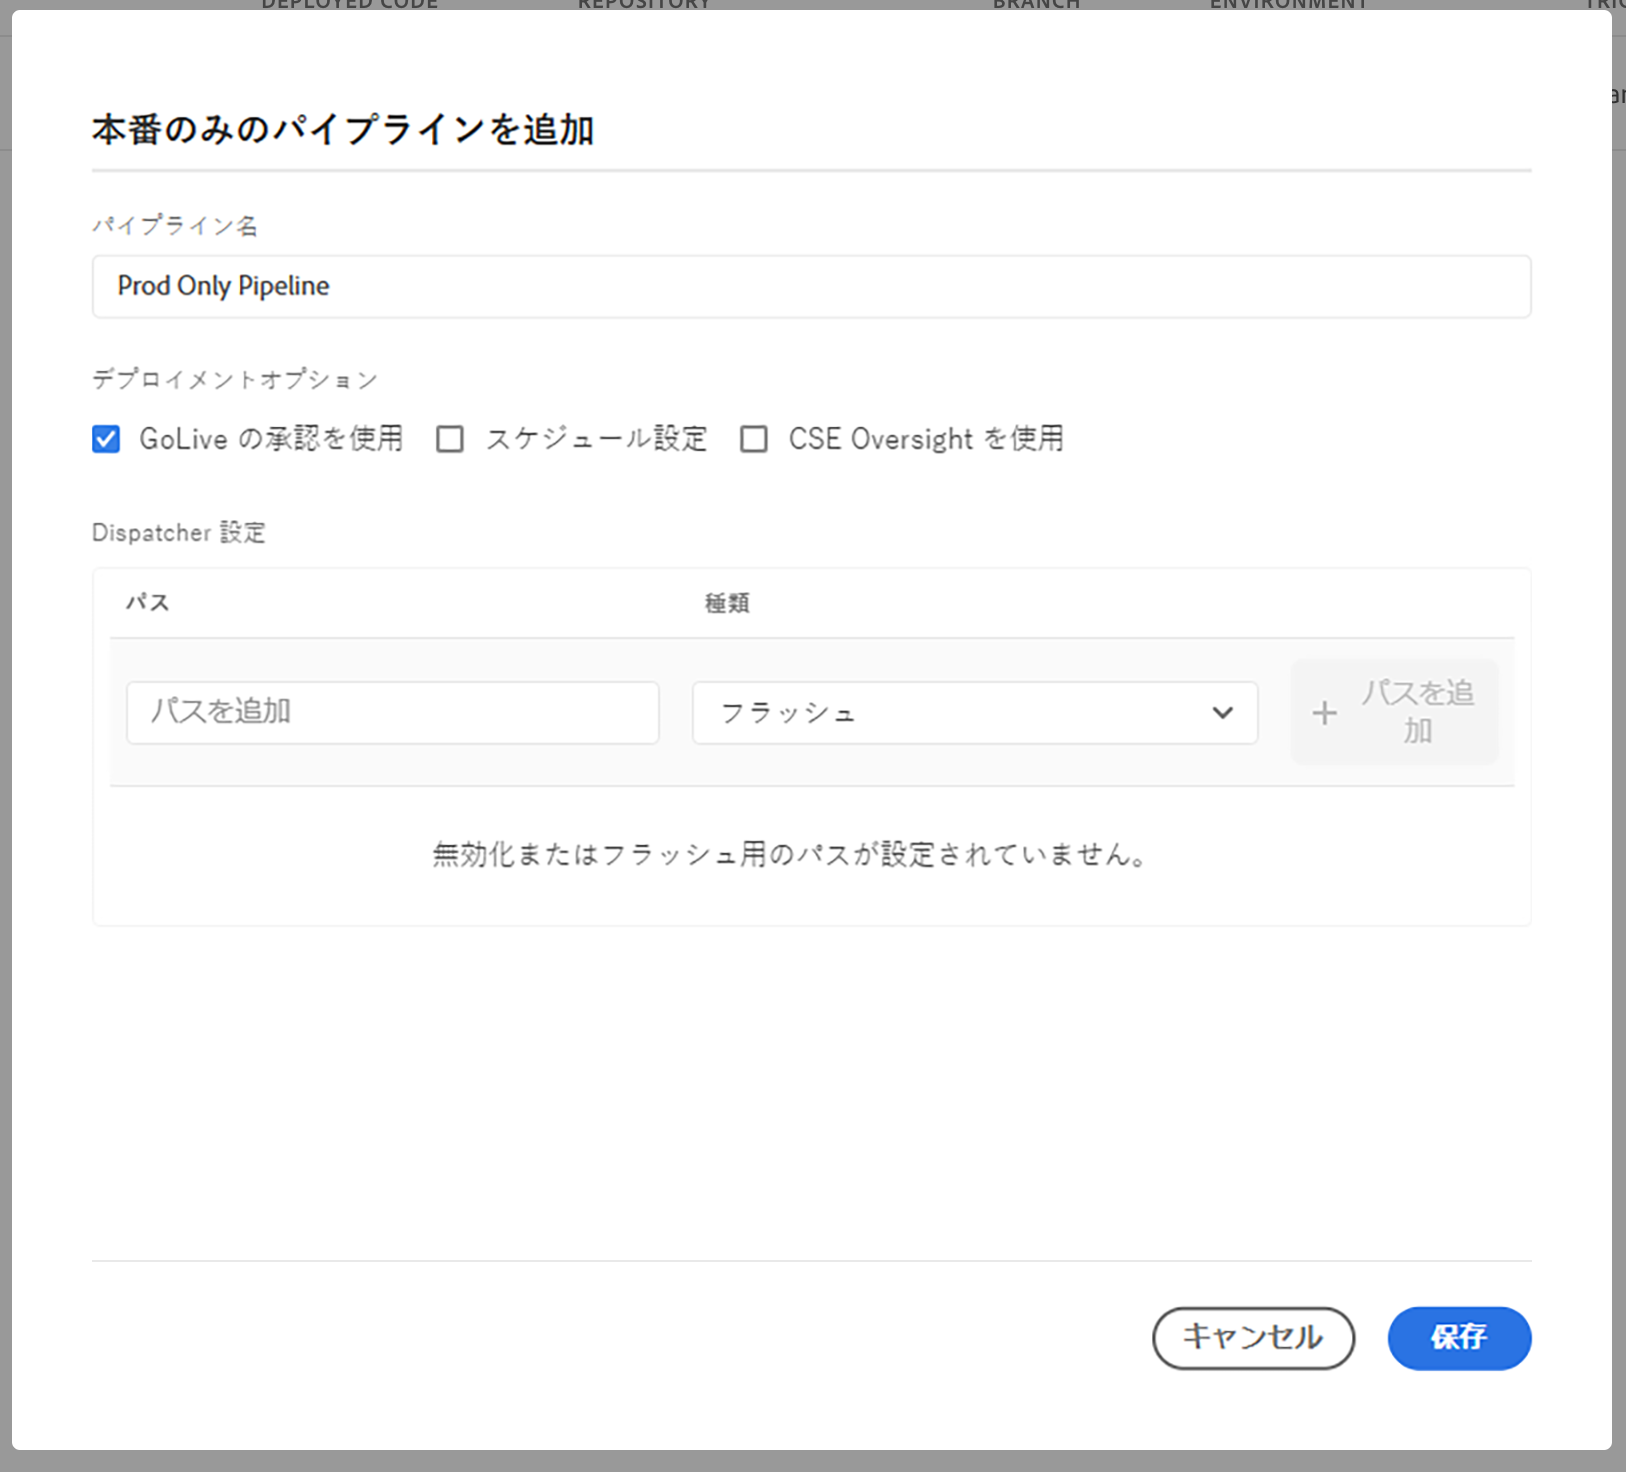 DEPLOYED CODE REPOSITORY BRANCH ENVIRONMENT
本番のみのパイプラインを追加
パイプライン名
Prod Only Pipeline
デプロイメントオプション
GoLive の承認を使用 スケジュール設定 CSE Oversight を使用
Dispatcher 設定
パス 種類
パスを追加 フラッシュ パスを追
加
無効化またはフラッシュ用のパスが設定されていません。
キャンセル 保存